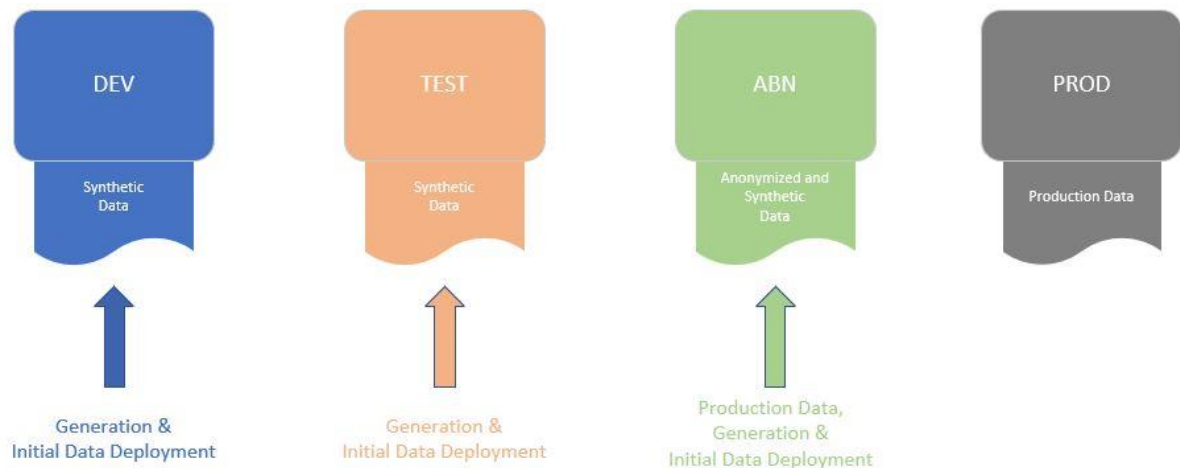 DEV
TEST
ABN
PROD
Synthetic
Data
Synthetic
Data
Anonymized and
Synthetic
Data
Production Data
Generation &
Initial Data Deployment
Generation &
Initial Data Deployment
Production Data,
Generation &
Initial Data Deployment